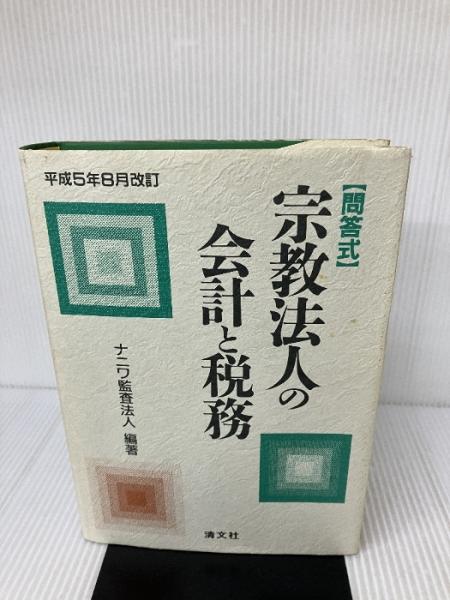 平成5年8月改訂
【問答式】
宗教法人の
会計と税務
ナニワ監査法人 編著
清文社